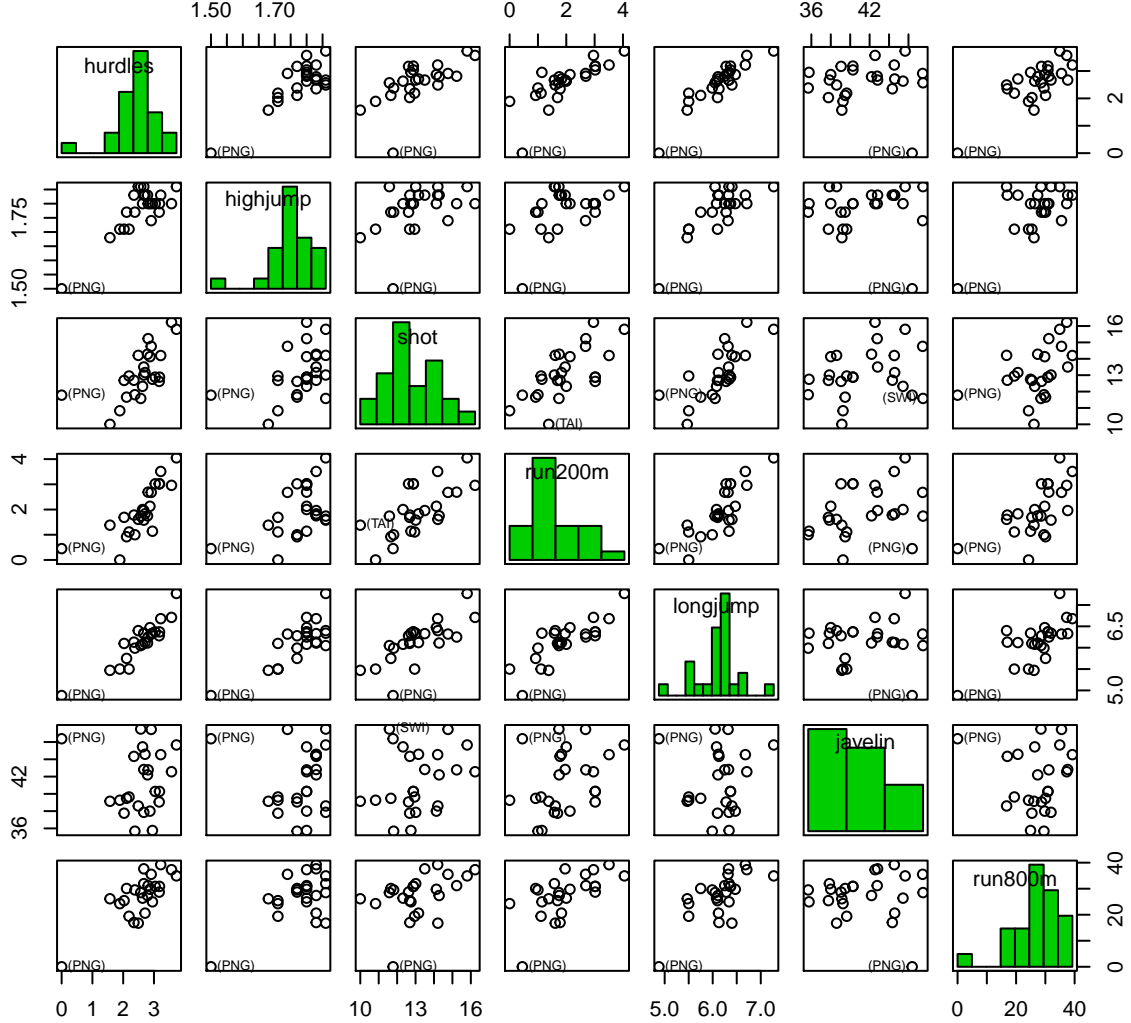 1.50 1.70 0 2 4 36 42
hurdles
2
(PNG) (PNG) (PNG) (PNG) (PNG) (PNG) 0
highjump
1.75
1.50 (PNG) (PNG) (PNG) (PNG) (PNG) (PNG)
shot 16
13
(PNG) (PNG) (PNG) (SWI) (PNG)
(TAI) 10
4
run200m
2
(TAI)
0 (PNG) (PNG) (PNG) (PNG) (PNG)
longjump
6.5
(PNG) (PNG) (PNG) (PNG) (PNG) (PNG) 5.0
(SWI)
(PNG) (PNG) (PNG) (PNG) javelin (PNG)
42
36
40
run800m
20
(PNG) (PNG) (PNG) (PNG) (PNG) (PNG) 0
0 1 2 3 10 13 16 5.0 6.0 7.0 0 20 40